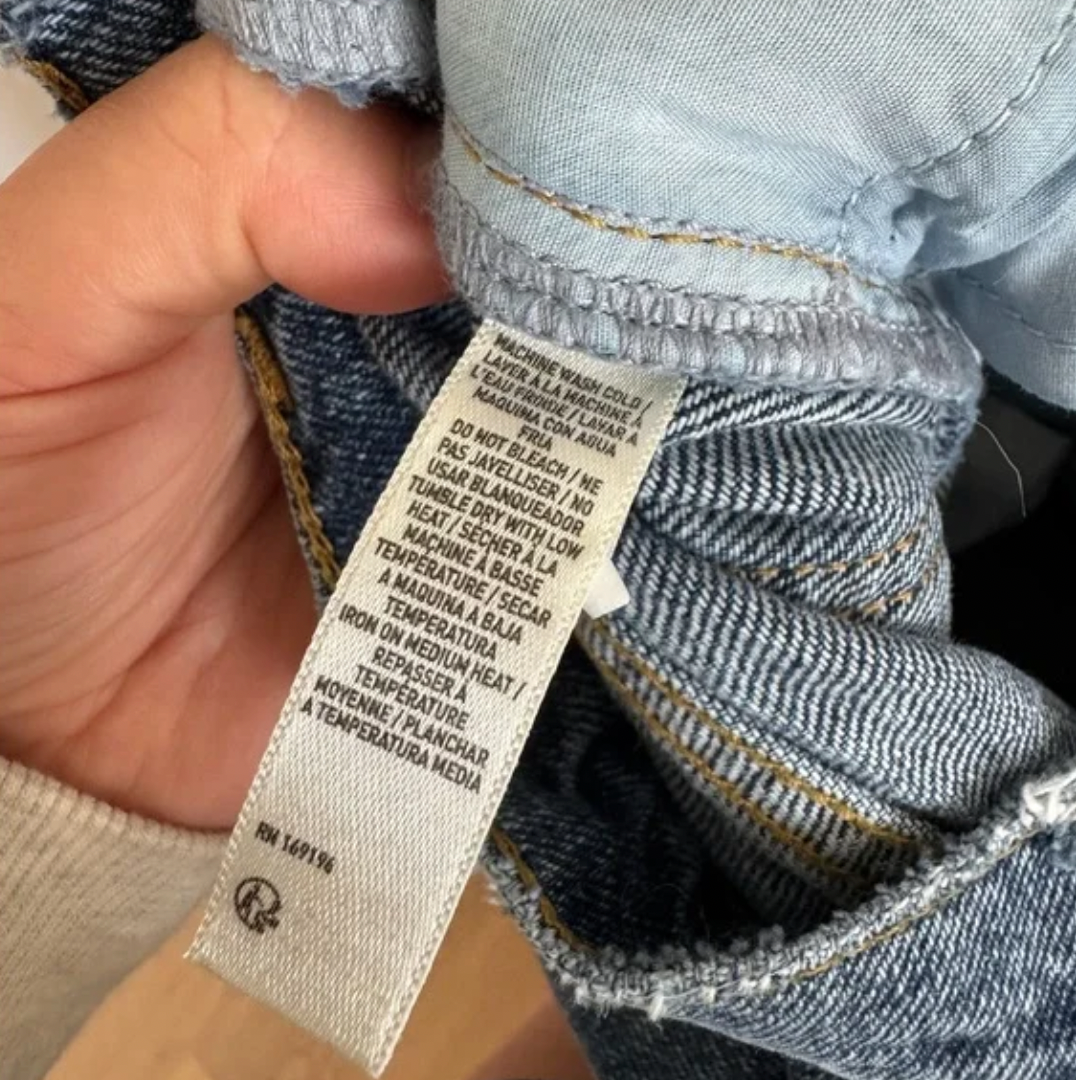 MACHINE WASH COLD /
LAVER À LA MACHINE À
L'EAU FROIDE / LAVAR A
MAQUINA CON AGUA
FRIA
DO NOT BLEACH / NE
PAS JAVELLISER / NO
USAR BLANQUEADOR
TUMBLE DRY WITH LOW
HEAT / SECHER À LA
MACHINE À BASSE
TEMPERATURE / SECAR
A MAQUINA A BAJA
TEMPERATURA
IRON ON MEDIUM HEAT /
REPASSER À
TEMPÉRATURE
MOYENNE / PLANCHAR
A TEMPERATURA MEDIA
RN 169196